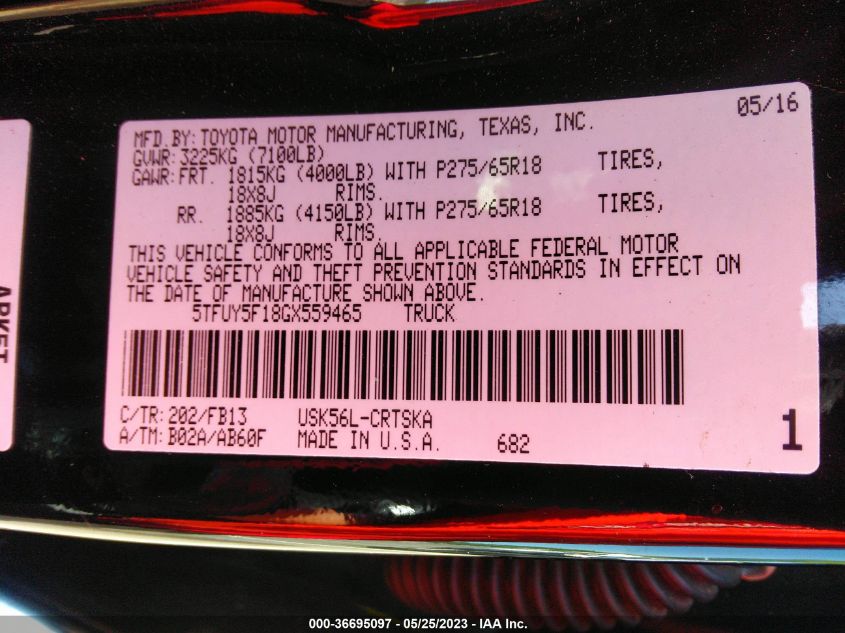 05/16
MFD.BY: TOYOTA MOTOR MANUFACTURING, TEXAS, INC.
GVWR: 3225KG (7100LB)
GAWR: FRT. 1815KG (4000LB) WITH P275/65R18 TIRES,
18X8J RIMS.
RR. 1885KG (4150LB) WITH P275/65R18 TIRES,
18X8J RIMS.
THIS VEHICLE CONFORMS TO ALL APPLICABLE FEDERAL MOTOR
VEHICLE SAFETY AND THEFT PREVENTION STANDARDS IN EFFECT ON
THE DATE OF MANUFACTURE SHOWN ABOVE.
5TFUY5F18GX559465 TRUCK
C/TR: 202/FB13 USK56L-CRTSKA
A/TM: B02A/AB60F MADE IN U.S.A. 682 1
000-36695097 - 05/25/2023 - IAA Inc.